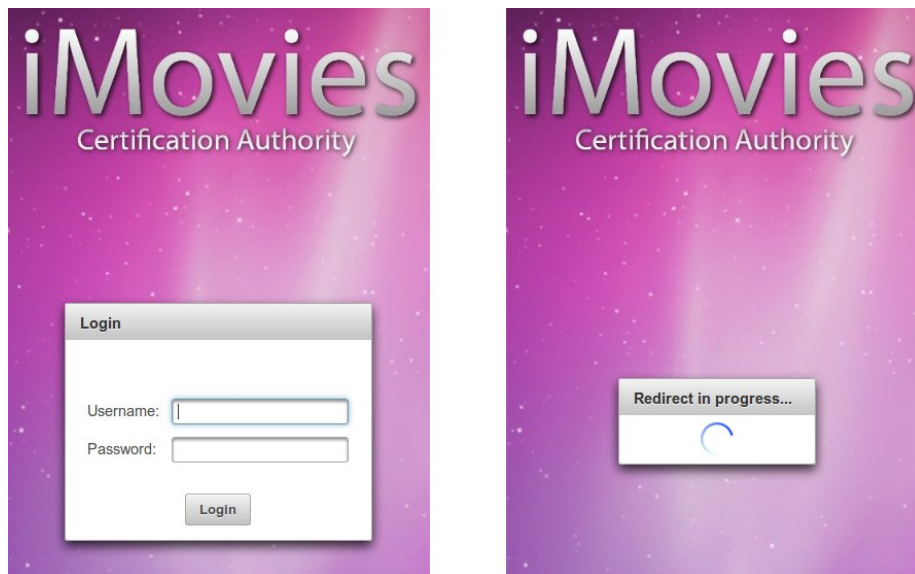 iMovies
Certification Authority
Login
Username:
Password:
Login
iMovies
Certification Authority
Redirect in progress...